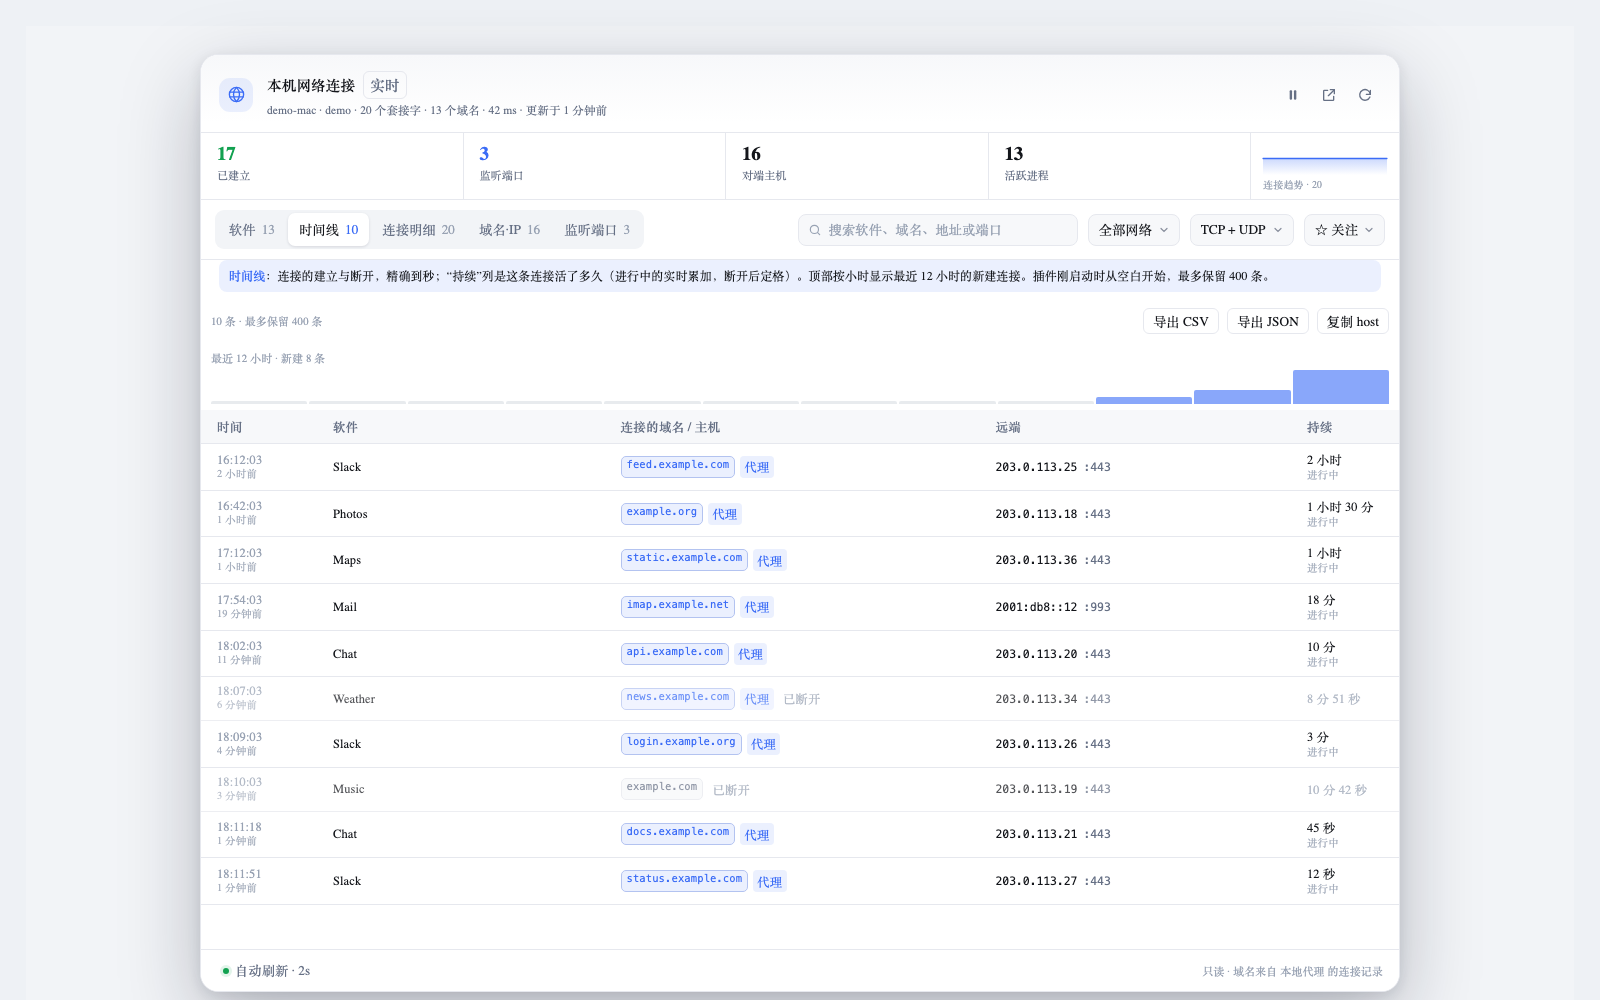 本机网络连接 实时
demo-mac · demo · 20 个套接字 · 13 个域名 · 42 ms · 更新于 1 分钟前
17 3 16 13
已建立 监听端口 对端主机 活跃进程 连接趋势 · 20
软件 13 时间线 10 连接明细 20 域名·IP 16 监听端口 3 搜索软件、域名、地址或端口 全部网络 TCP + UDP ☆ 关注
时间线：连接的建立与断开，精确到秒；“持续”列是这条连接活了多久（进行中的实时累加，断开后定格）。顶部按小时显示最近 12 小时的新建连接。插件刚启动时从空白开始，最多保留 400 条。
10 条 · 最多保留 400 条 导出 CSV 导出 JSON 复制 host
最近 12 小时 · 新建 8 条
时间 软件 连接的域名 / 主机 远端 持续
16:12:03 Slack feed.example.com 代理 203.0.113.25 :443 2 小时
2 小时前 进行中
16:42:03 Photos example.org 代理 203.0.113.18 :443 1 小时 30 分
1 小时前 进行中
17:12:03 Maps static.example.com 代理 203.0.113.36 :443 1 小时
1 小时前 进行中
17:54:03 Mail imap.example.net 代理 2001:db8::12 :993 18 分
19 分钟前 进行中
18:02:03 Chat api.example.com 代理 203.0.113.20 :443 10 分
11 分钟前 进行中
18:07:03 Weather news.example.com 代理 已断开 203.0.113.34 :443 8 分 51 秒
6 分钟前
18:09:03 Slack login.example.org 代理 203.0.113.26 :443 3 分
4 分钟前 进行中
18:10:03 Music example.com 已断开 203.0.113.19 :443 10 分 42 秒
3 分钟前
18:11:18 Chat docs.example.com 代理 203.0.113.21 :443 45 秒
1 分钟前 进行中
18:11:51 Slack status.example.com 代理 203.0.113.27 :443 12 秒
1 分钟前 进行中
自动刷新 · 2s 只读 · 域名来自 本地代理 的连接记录